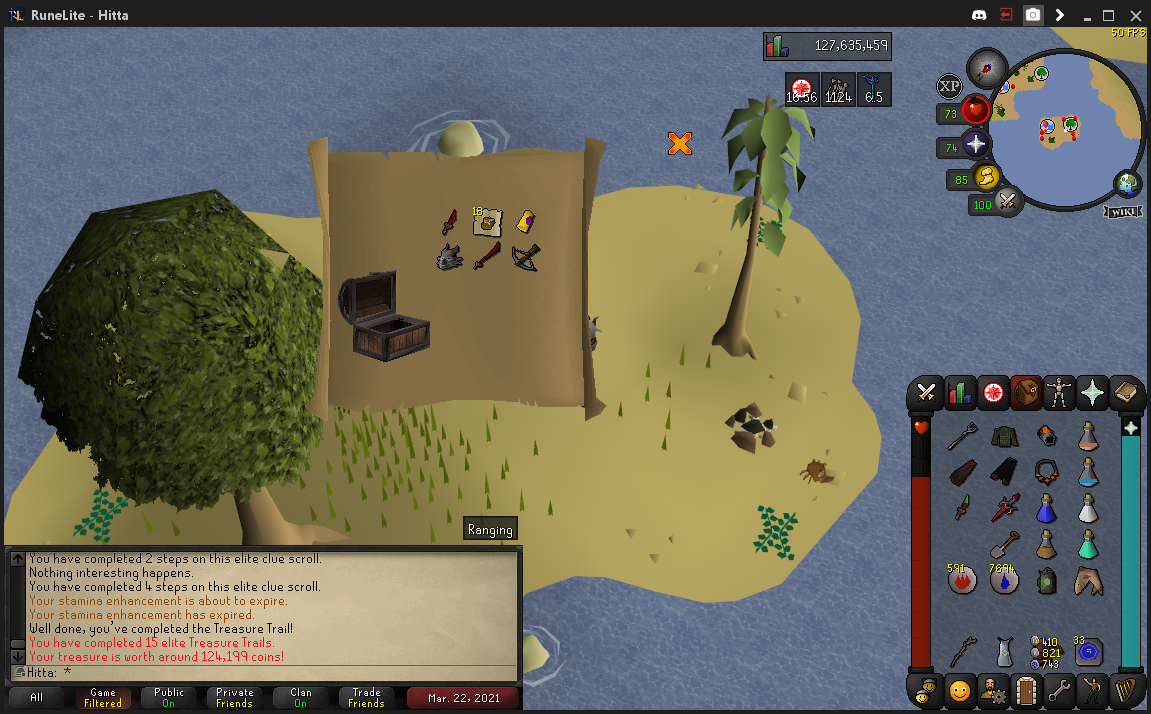 RuneLite - Hitta
50 FPS
127,635,459
16:56
1124
6.5
XP
73
74
85
100
WIKI
18
Ranging
You have completed 2 steps on this elite clue scroll.
Nothing interesting happens.
You have completed 4 steps on this elite clue scroll.
Your stamina enhancement is about to expire.
Your stamina enhancement has expired.
Well done, you've completed the Treasure Trail!
You have completed 15 elite Treasure Trails.
Your treasure is worth around 124,199 coins!
Hitta: *
591
7694
410
821
743
33
All
Game
Filtered
Public
On
Private
Friends
Clan
On
Trade
Friends
Mar. 22, 2021